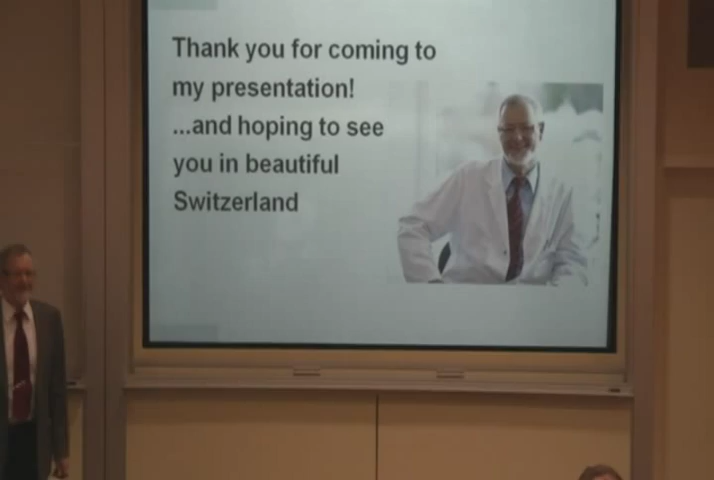 Thank you for coming to
my presentation!
...and hoping to see
you in beautiful
Switzerland